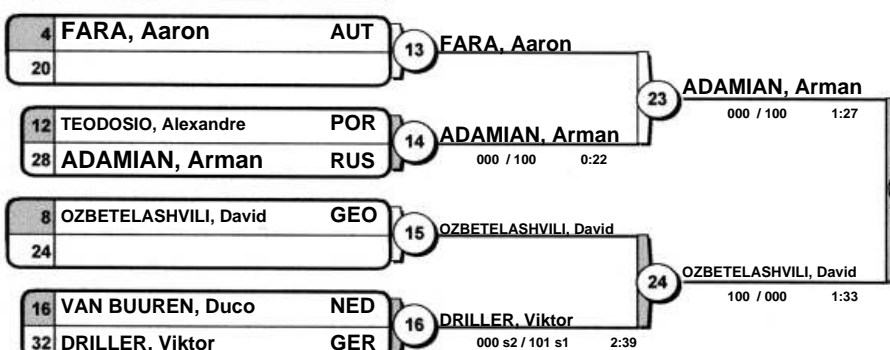 4 FARA, Aaron AUT
20
13 FARA, Aaron
12 TEODOSIO, Alexandre POR
28 ADAMIAN, Arman RUS
14 ADAMIAN, Arman
000 / 100 0:22
23 ADAMIAN, Arman
000 / 100 1:27
8 OZBETELASHVILI, David GEO
24
15 OZBETELASHVILI, David
16 VAN BUUREN, Duco NED
32 DRILLER, Viktor GER
16 DRILLER, Viktor
000 s2 / 101 s1 2:39
24 OZBETELASHVILI, David
100 / 000 1:33